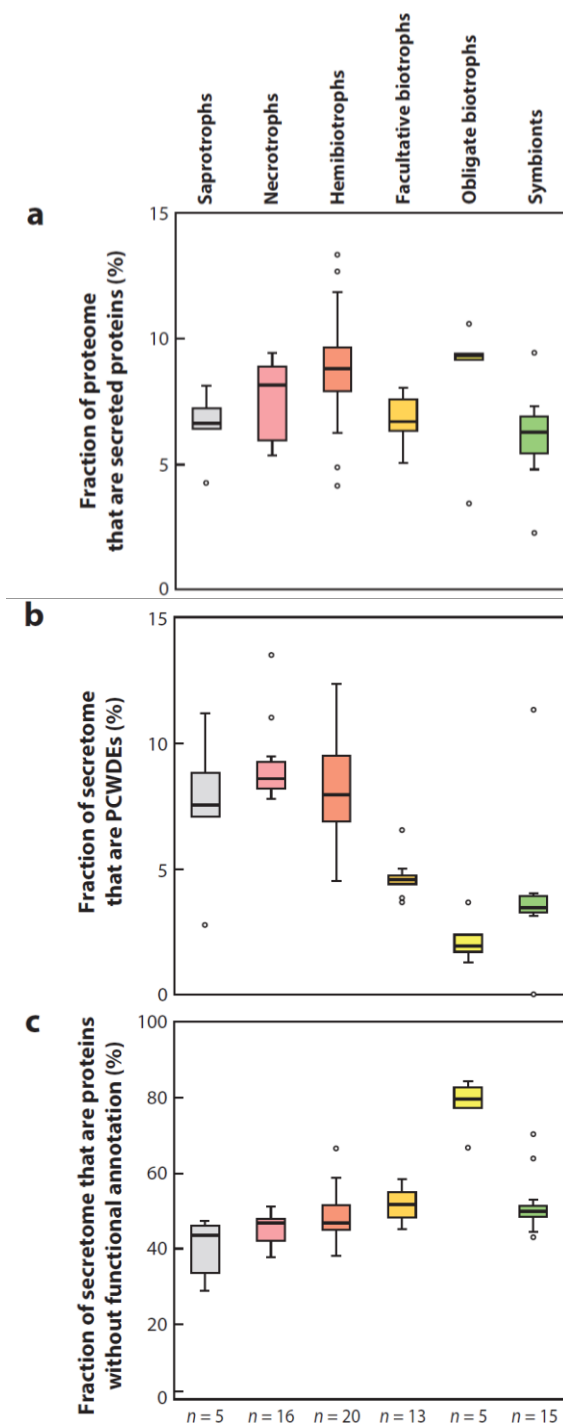 Saprotrophs
Necrotrophs
Hemibiotrophs
Facultative biotrophs
Obligate biotrophs
Symbionts
a
Fraction of proteome
that are secreted proteins (%)
15
10
5
0
b
Fraction of secretome
that are PCWDEs (%)
15
10
5
0
c
Fraction of secretome that are proteins
without functional annotation (%)
100
80
60
40
20
0
n = 5 n = 16 n = 20 n = 13 n = 5 n = 15